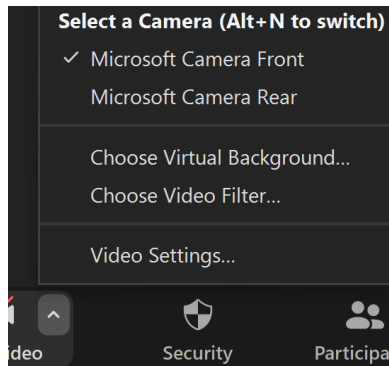 Select a Camera (Alt+N to switch)
Microsoft Camera Front
Microsoft Camera Rear
Choose Virtual Background...
Choose Video Filter...
Video Settings...
ideo Security Participa